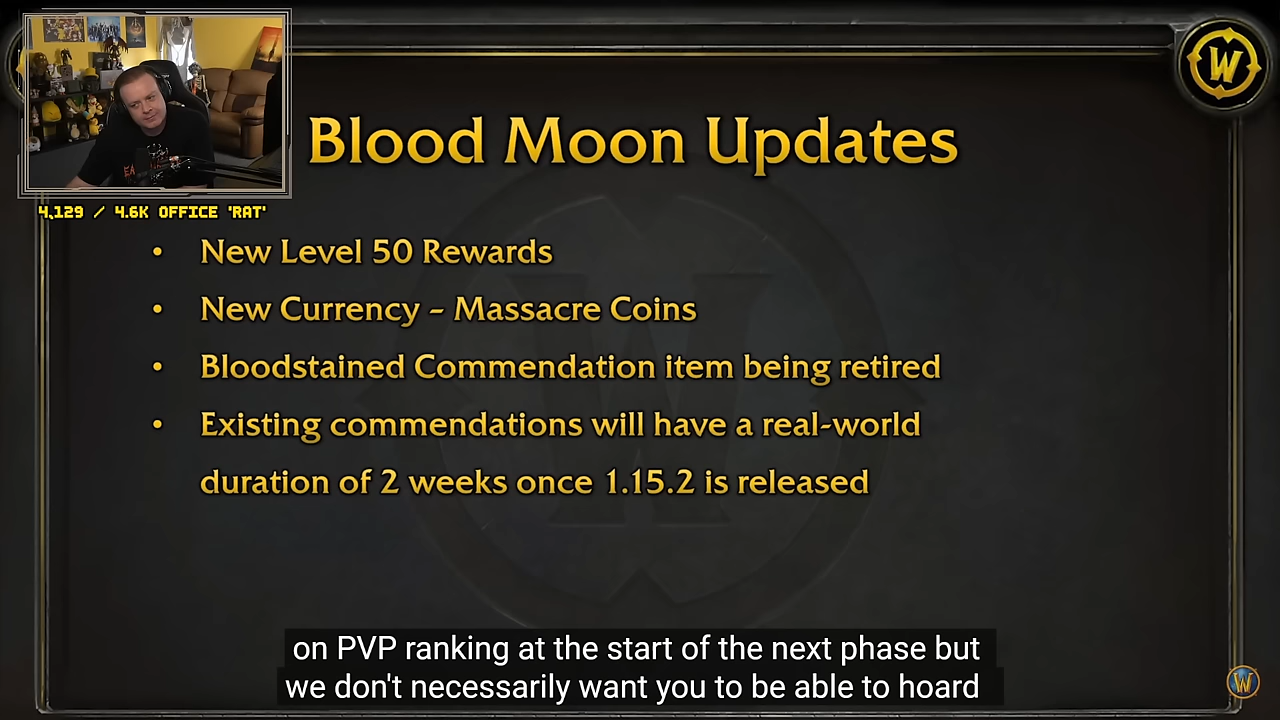 Blood Moon Updates
4,129 / 4.6K OFFICE 'RAT'
• New Level 50 Rewards
• New Currency – Massacre Coins
• Bloodstained Commendation item being retired
• Existing commendations will have a real-world
duration of 2 weeks once 1.15.2 is released
on PVP ranking at the start of the next phase but
we don't necessarily want you to be able to hoard